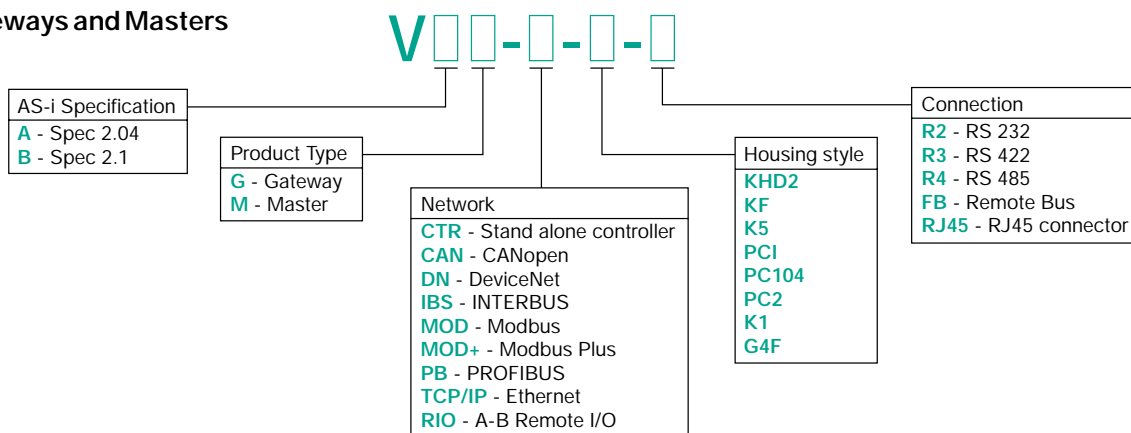 eways and Masters
V - - -
AS-i Specification
A - Spec 2.04
B - Spec 2.1
Product Type
G - Gateway
M - Master
Network
CTR - Stand alone controller
CAN - CANopen
DN - DeviceNet
IBS - INTERBUS
MOD - Modbus
MOD+ - Modbus Plus
PB - PROFIBUS
TCP/IP - Ethernet
RIO - A-B Remote I/O
Housing style
KHD2
KF
K5
PCI
PC104
PC2
K1
G4F
Connection
R2 - RS 232
R3 - RS 422
R4 - RS 485
FB - Remote Bus
RJ45 - RJ45 connector